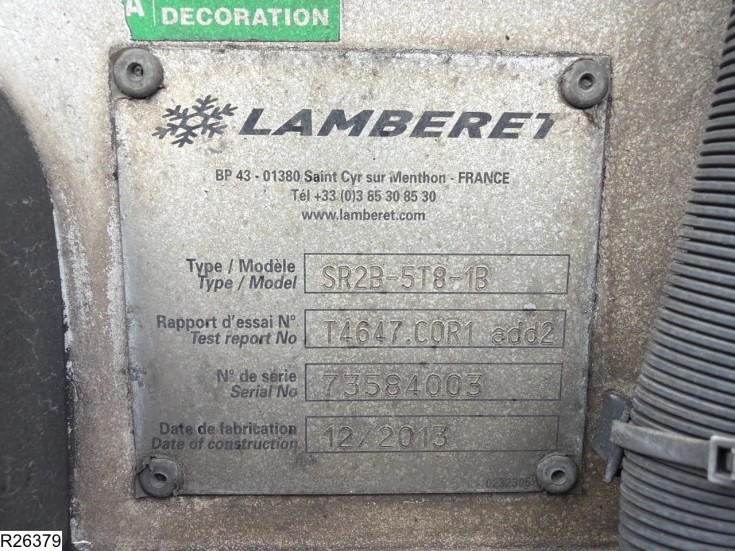 A DECORATION
LAMBERET
BP 43 - 01380 Saint Cyr sur Menthon - FRANCE
Tél +33 (0)3 85 30 85 30
www.lamberet.com
Type / Modèle
Type / Model
SR2B-5T8-1B
Rapport d'essai N°
Test report No
T4647.COR1 add2
N° de série
Serial No
73584003
Date de fabrication
Date of construction
12/2013
R26379